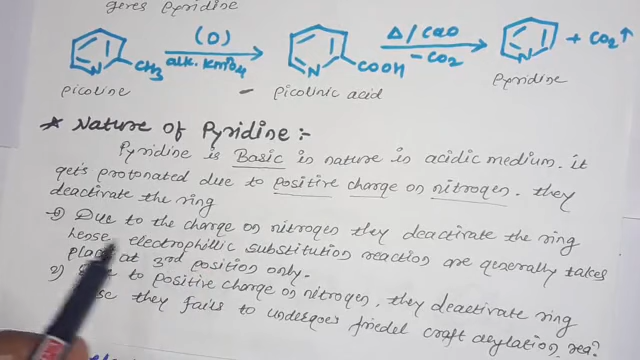 geres pyridine
N CH3 (O) alk. KmnO4 N COOH Δ/CaO -CO2 N + CO2↑
picoline - picolinic acid pyridine
* Nature of Pyridine :-
Pyridine is Basic in nature in acidic medium. it
gets protonated due to positive charge on nitrogen. they
deactivate the ring
1) Due to the charge on nitrogen they deactivate the ring
hense electrophillic substitution reaction are generally takes
place at 3rd position only.
2) to positive charge on nitrogen, they deactivate ring
they fails to undergoes friedel craft acylation rea?